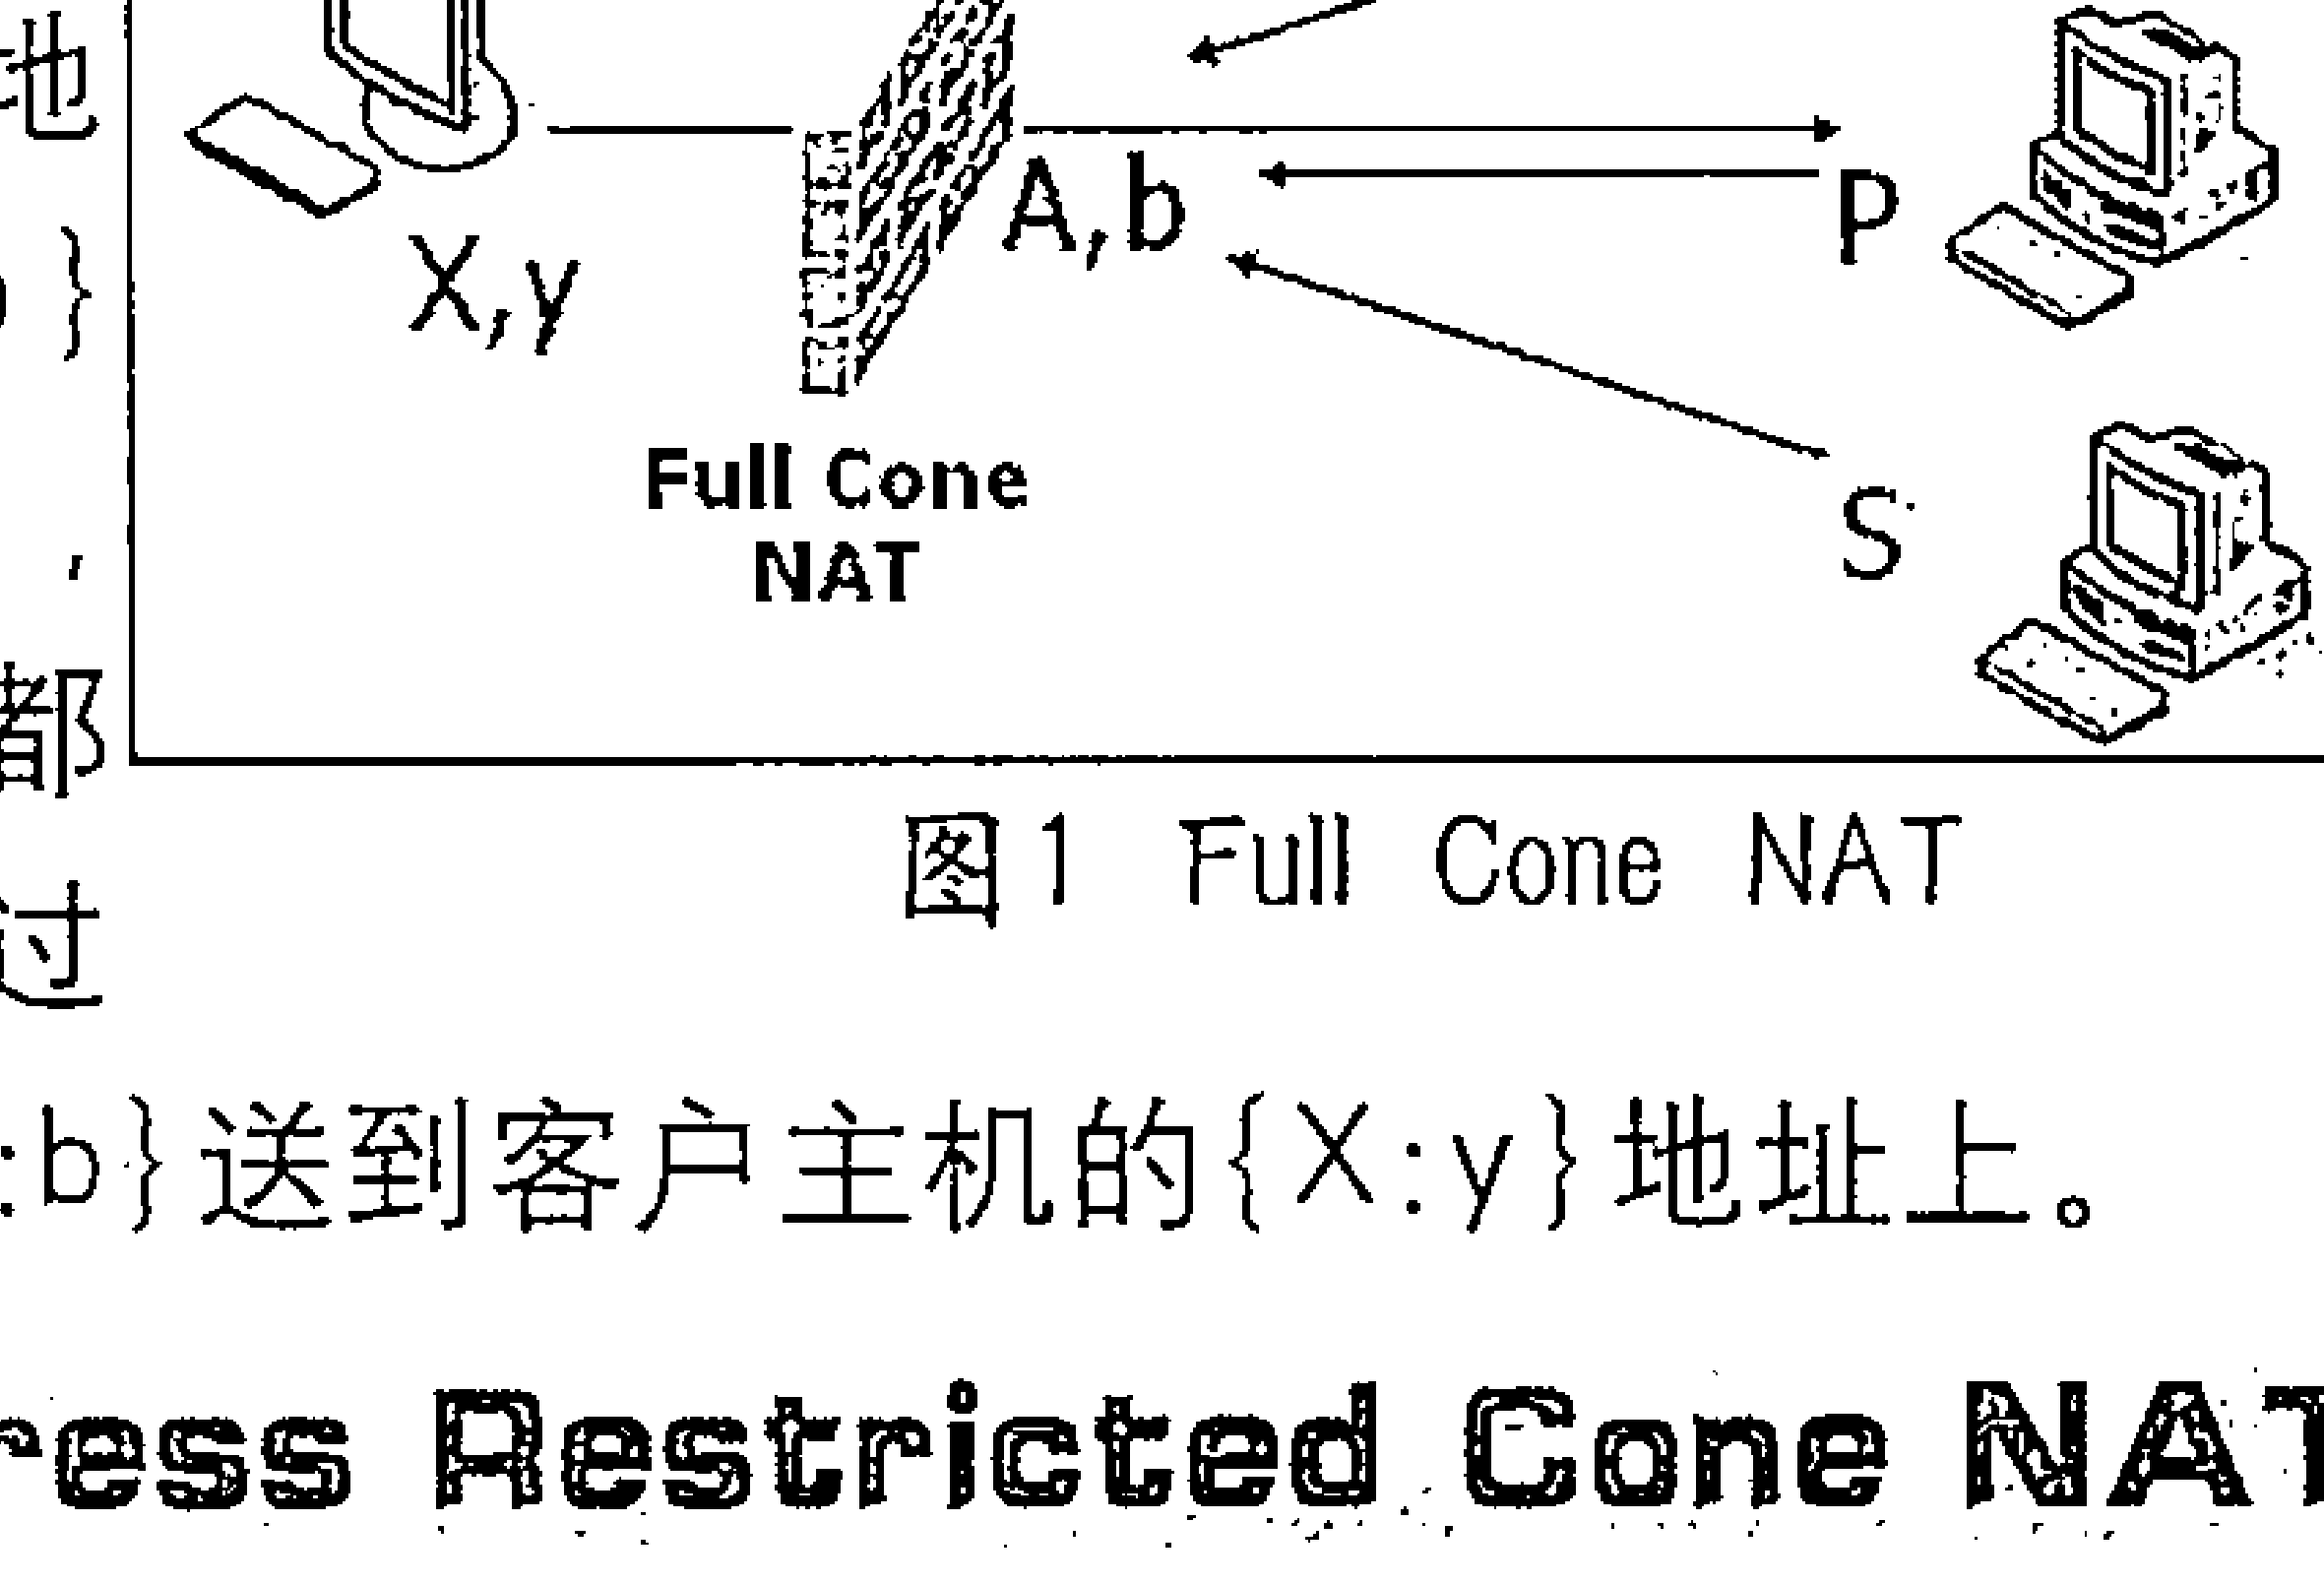 地
}
，
都
过
A,b
P
X,y
S
Full Cone
NAT
图1 Full Cone NAT
:b}送到客户主机的{X:y}地址上。
ress Restricted Cone NAT